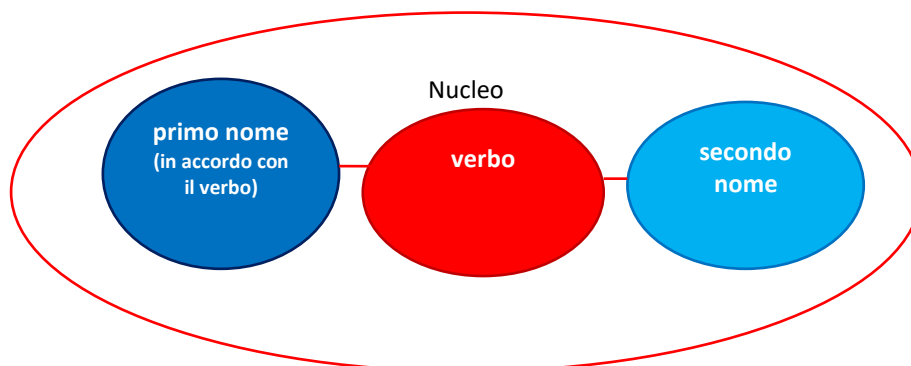 Nucleo
primo nome
(in accordo con
il verbo)
verbo
secondo
nome